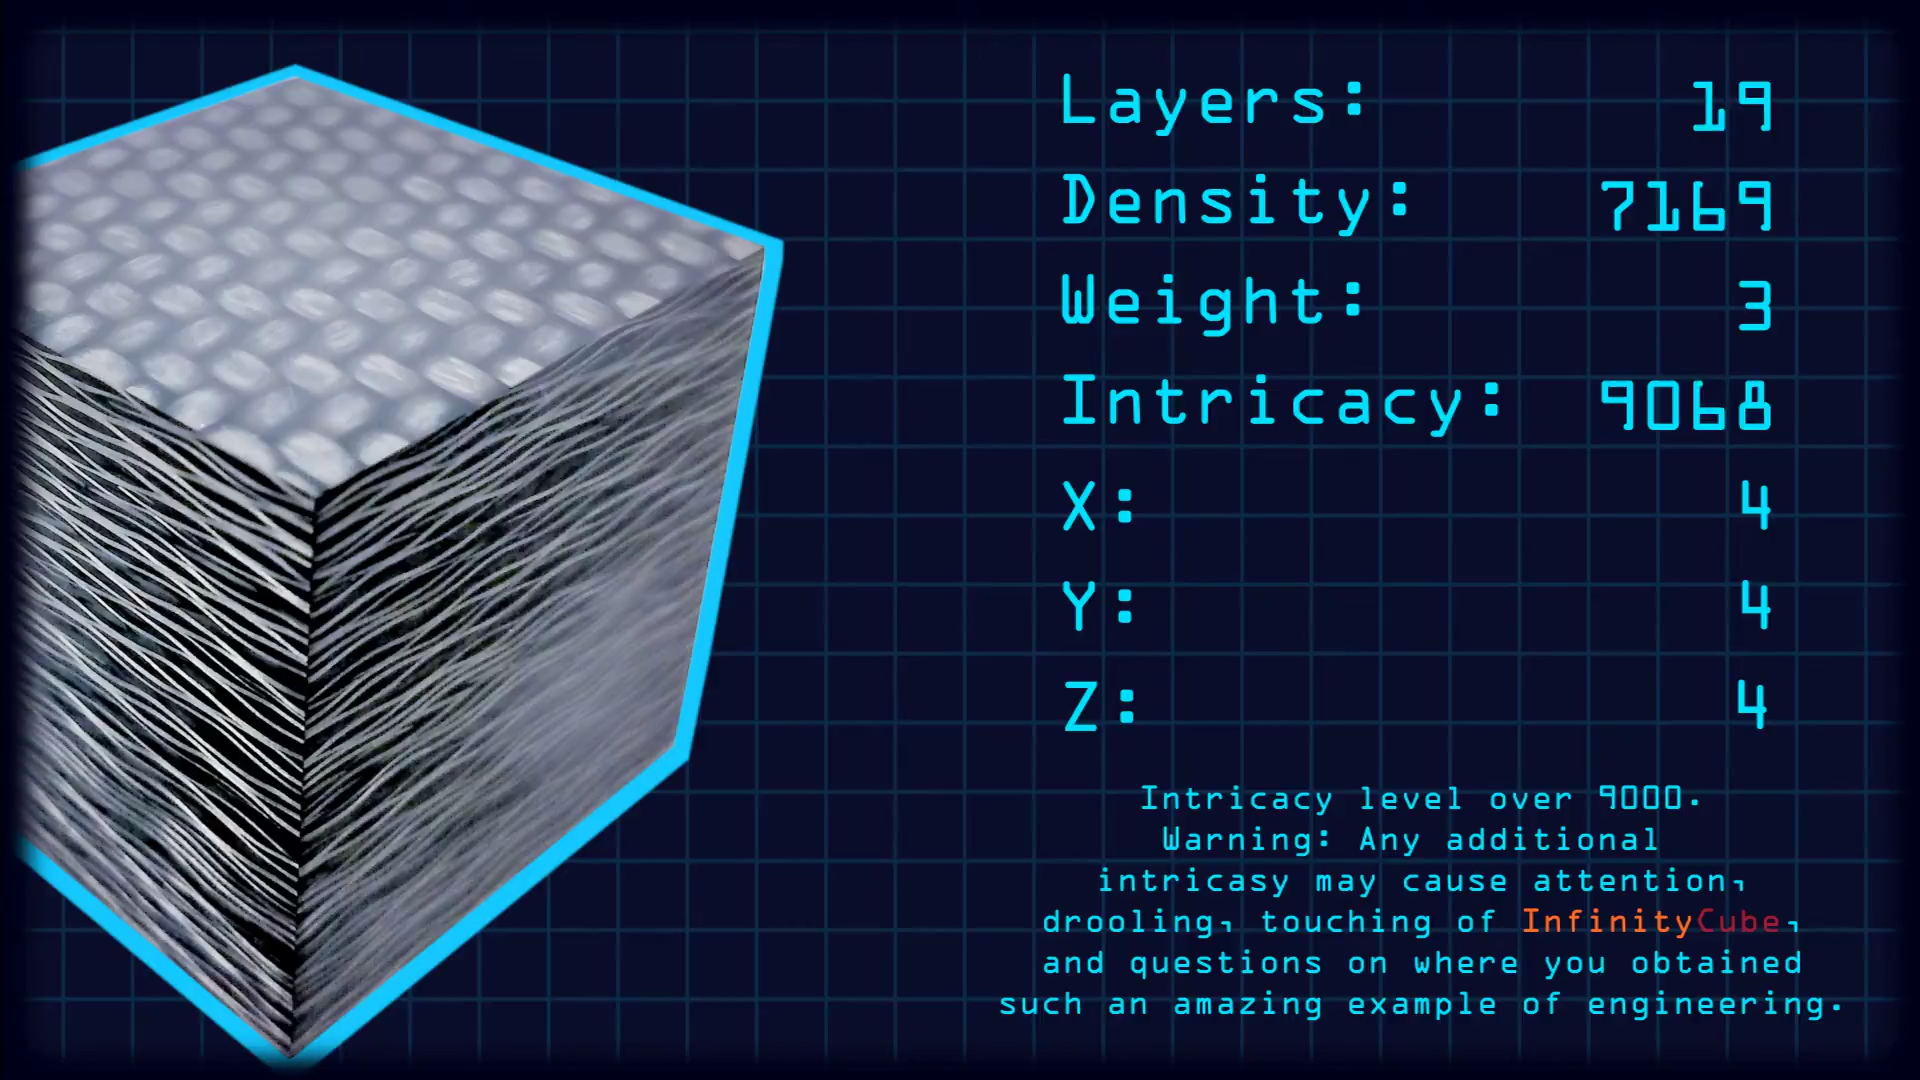 Layers: 19
Density: 7169
Weight: 3
Intricacy: 9068
X: 4
Y: 4
Z: 4
Intricacy level over 9000.
Warning: Any additional
intricasy may cause attention,
drooling, touching of InfinityCube,
and questions on where you obtained
such an amazing example of engineering.